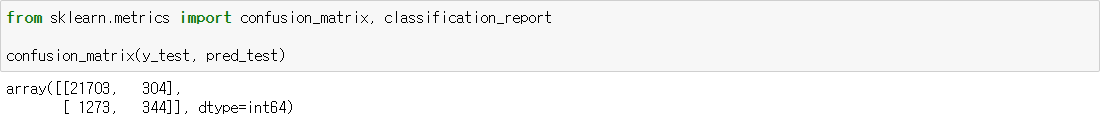 from sklearn.metrics import confusion_matrix, classification_report
confusion_matrix(y_test, pred_test)
array([[21703,   304],
       [ 1273,   344]], dtype=int64)